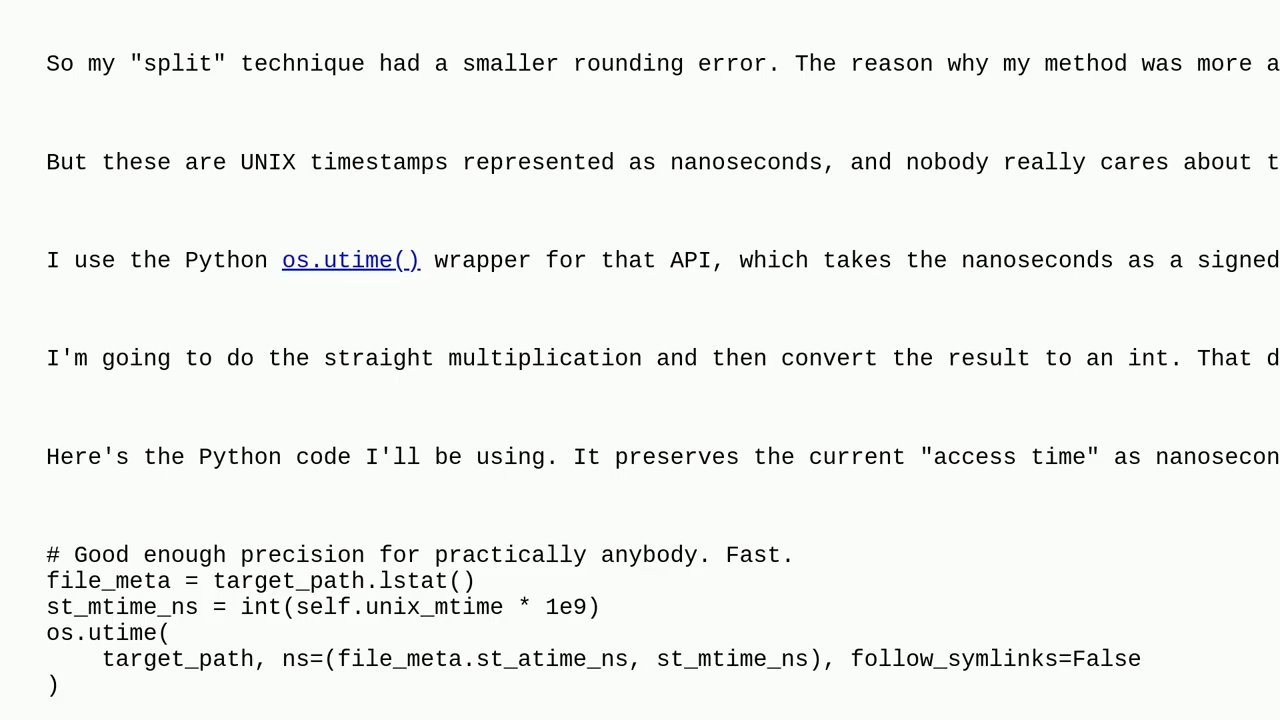 So my "split" technique had a smaller rounding error. The reason why my method was more a
But these are UNIX timestamps represented as nanoseconds, and nobody really cares about t
I use the Python os.utime() wrapper for that API, which takes the nanoseconds as a signed
I'm going to do the straight multiplication and then convert the result to an int. That d
Here's the Python code I'll be using. It preserves the current "access time" as nanosecon
# Good enough precision for practically anybody. Fast.
file_meta = target_path.lstat()
st_mtime_ns = int(self.unix_mtime * 1e9)
os.utime(
    target_path, ns=(file_meta.st_atime_ns, st_mtime_ns), follow_symlinks=False
)